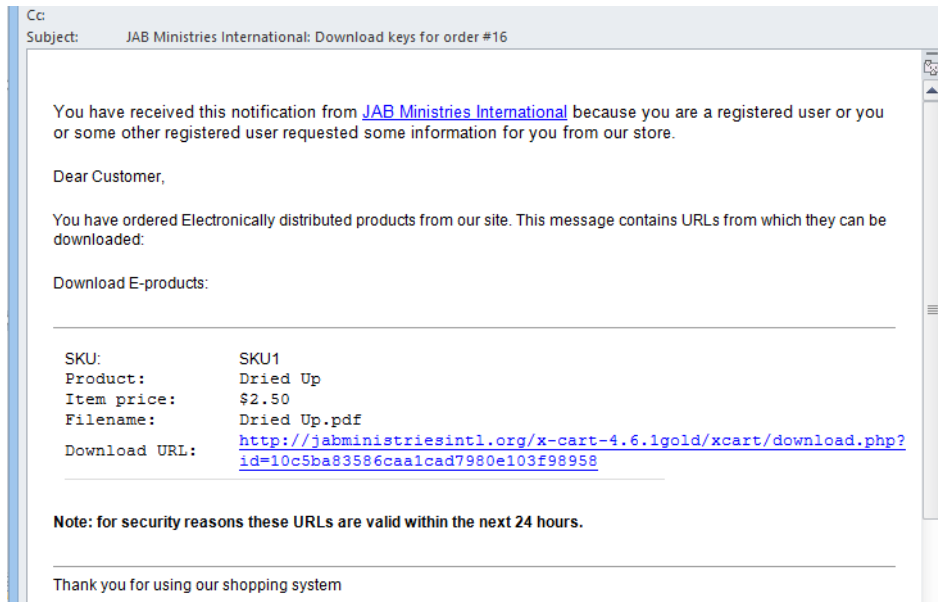 Cc:
Subject: JAB Ministries International: Download keys for order #16
You have received this notification from JAB Ministries International because you are a registered user or you
or some other registered user requested some information for you from our store.
Dear Customer,
You have ordered Electronically distributed products from our site. This message contains URLs from which they can be
downloaded:
Download E-products:
SKU: SKU1
Product: Dried Up
Item price: $2.50
Filename: Dried Up.pdf
Download URL: http://jabministriesintl.org/x-cart-4.6.1gold/xcart/download.php?
id=10c5ba83586caa1cad7980e103f98958
Note: for security reasons these URLs are valid within the next 24 hours.
Thank you for using our shopping system